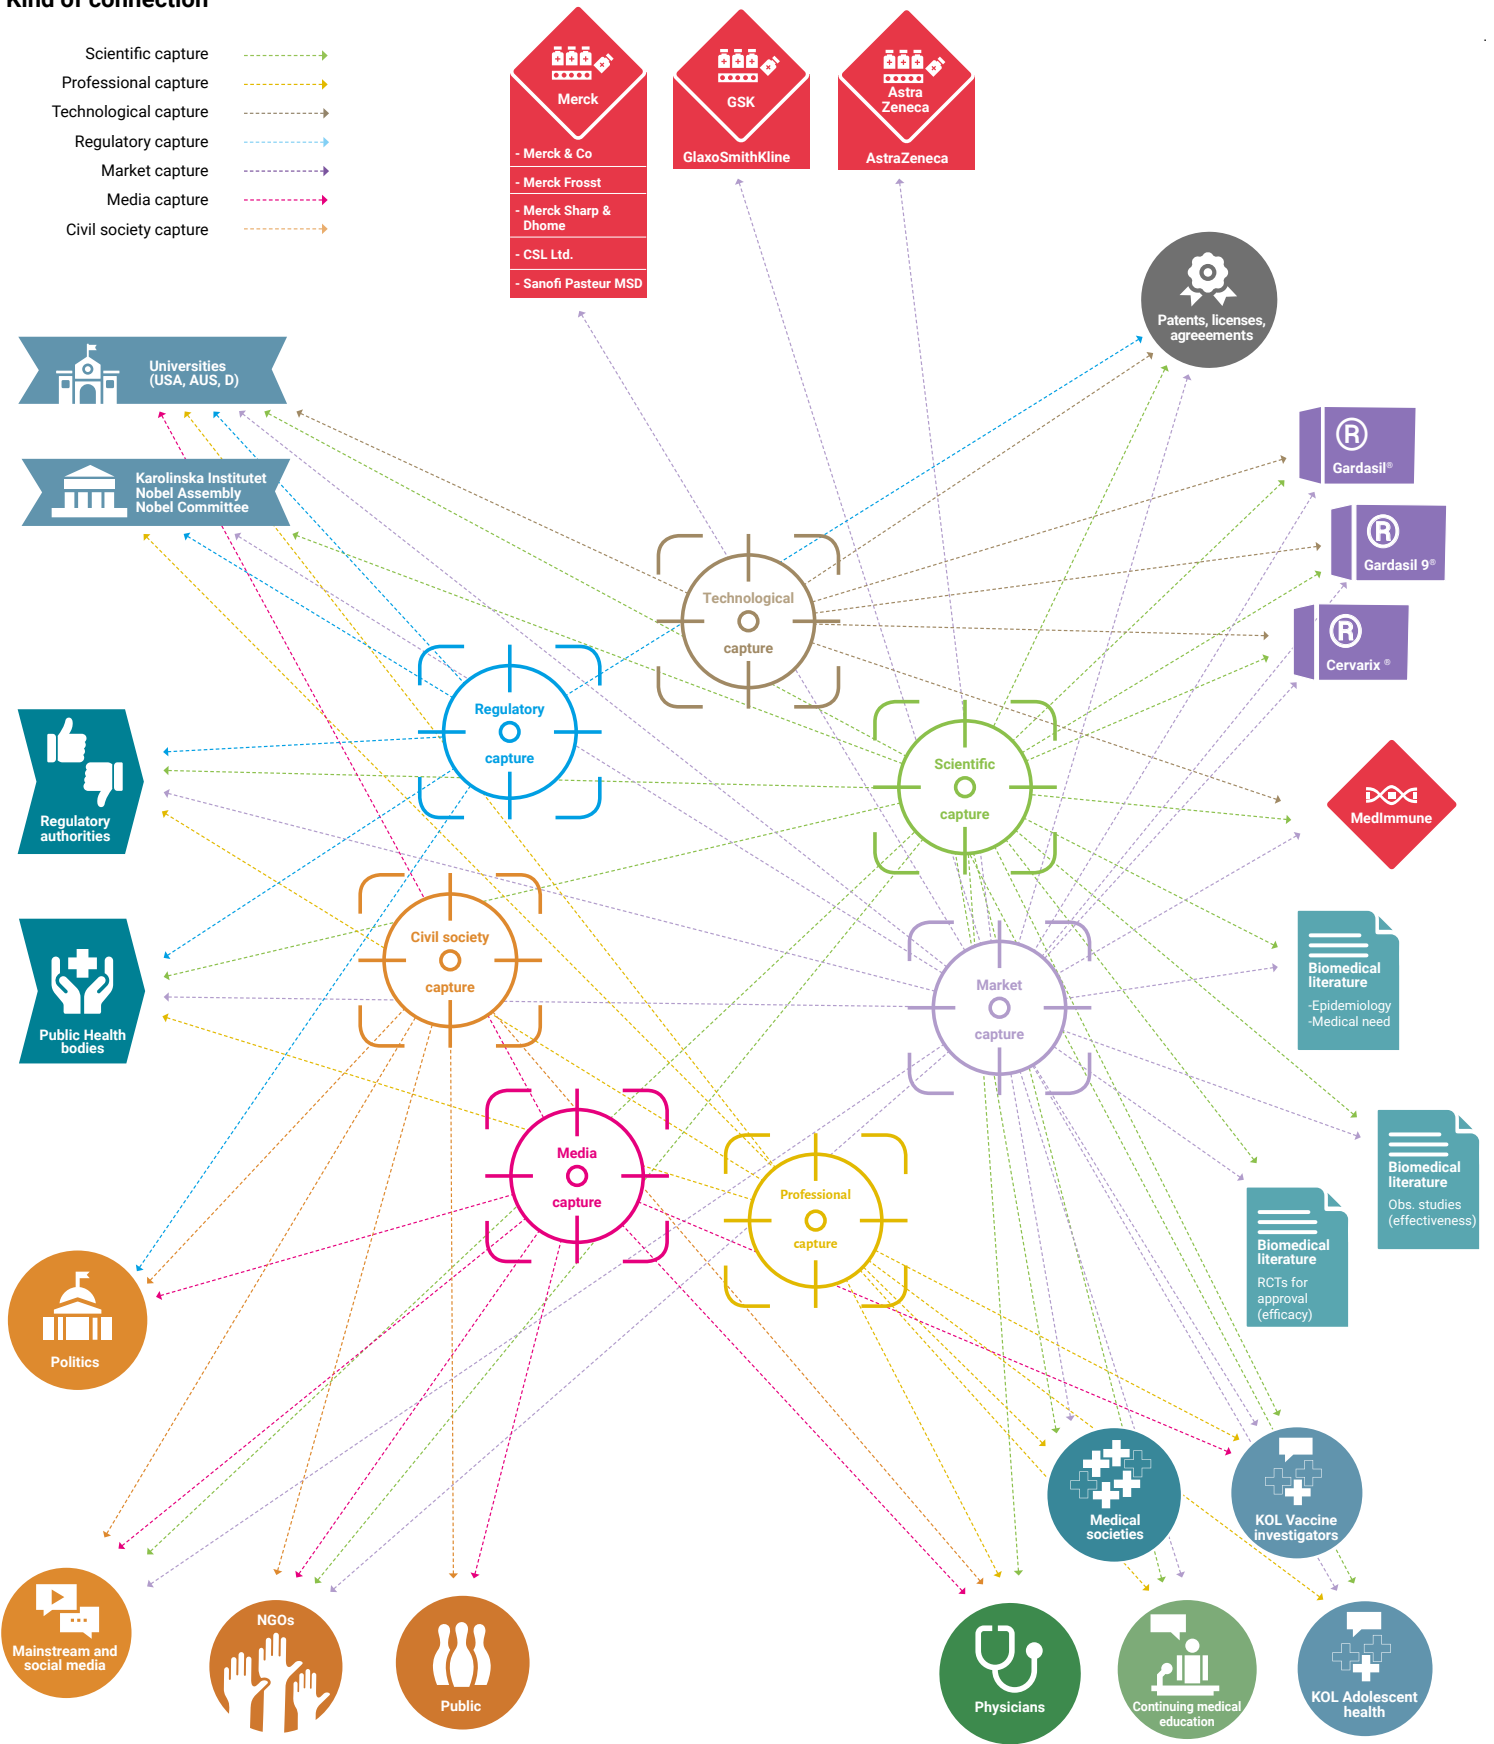 Kind of connection
Scientific capture
Professional capture
Technological capture
Regulatory capture
Market capture
Media capture
Civil society capture
Merck
- Merck & Co
- Merck Frosst
- Merck Sharp &
Dhome
- CSL Ltd.
- Sanofi Pasteur MSD
GSK
GlaxoSmithKline
Astra
Zeneca
AstraZeneca
Patents, licenses,
agreeements
Universities
(USA, AUS, D)
Karolinska Institutet
Nobel Assembly
Nobel Committee
®
Gardasil®
®
Gardasil 9®
®
Cervarix ®
Technological
capture
Regulatory
capture
Scientific
capture
Regulatory
authorities
MedImmune
Civil society
capture
Market
capture
Public Health
bodies
Biomedical
literature
-Epidemiology
-Medical need
Media
capture
Professional
capture
Biomedical
literature
Obs. studies
(effectiveness)
Biomedical
literature
RCTs for
approval
(efficacy)
Politics
Medical
societies
KOL Vaccine
investigators
Mainstream and
social media
NGOs
Public
Physicians
Continuing medical
education
KOL Adolescent
health